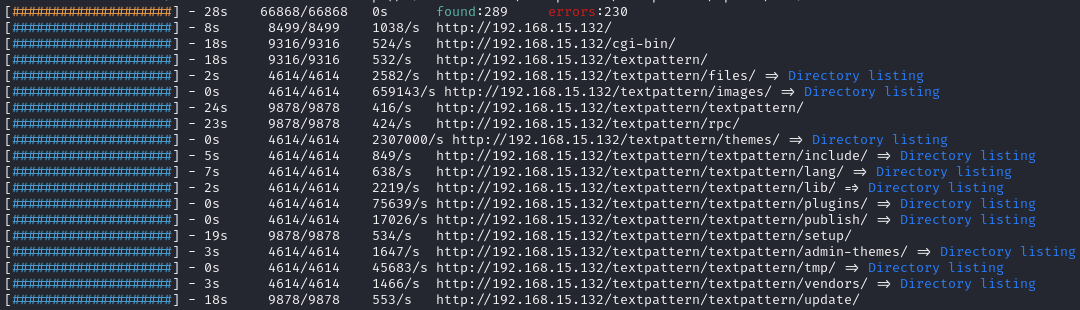 [####################] - 28s 66868/66868 0s found:289 errors:230
[####################] - 8s 8499/8499 1038/s http://192.168.15.132/
[####################] - 18s 9316/9316 524/s http://192.168.15.132/cgi-bin/
[####################] - 18s 9316/9316 532/s http://192.168.15.132/textpattern/
[####################] - 2s 4614/4614 2582/s http://192.168.15.132/textpattern/files/ => Directory listing
[####################] - 0s 4614/4614 659143/s http://192.168.15.132/textpattern/images/ => Directory listing
[####################] - 24s 9878/9878 416/s http://192.168.15.132/textpattern/textpattern/
[####################] - 23s 9878/9878 424/s http://192.168.15.132/textpattern/rpc/
[####################] - 0s 4614/4614 2307000/s http://192.168.15.132/textpattern/themes/ => Directory listing
[####################] - 5s 4614/4614 849/s http://192.168.15.132/textpattern/textpattern/include/ => Directory listing
[####################] - 7s 4614/4614 638/s http://192.168.15.132/textpattern/textpattern/lang/ => Directory listing
[####################] - 2s 4614/4614 2219/s http://192.168.15.132/textpattern/textpattern/lib/ => Directory listing
[####################] - 0s 4614/4614 75639/s http://192.168.15.132/textpattern/textpattern/plugins/ => Directory listing
[####################] - 0s 4614/4614 17026/s http://192.168.15.132/textpattern/textpattern/publish/ => Directory listing
[####################] - 19s 9878/9878 534/s http://192.168.15.132/textpattern/textpattern/setup/
[####################] - 3s 4614/4614 1647/s http://192.168.15.132/textpattern/textpattern/admin-themes/ => Directory listing
[####################] - 0s 4614/4614 45683/s http://192.168.15.132/textpattern/textpattern/tmp/ => Directory listing
[####################] - 3s 4614/4614 1466/s http://192.168.15.132/textpattern/textpattern/vendors/ => Directory listing
[####################] - 18s 9878/9878 553/s http://192.168.15.132/textpattern/textpattern/update/